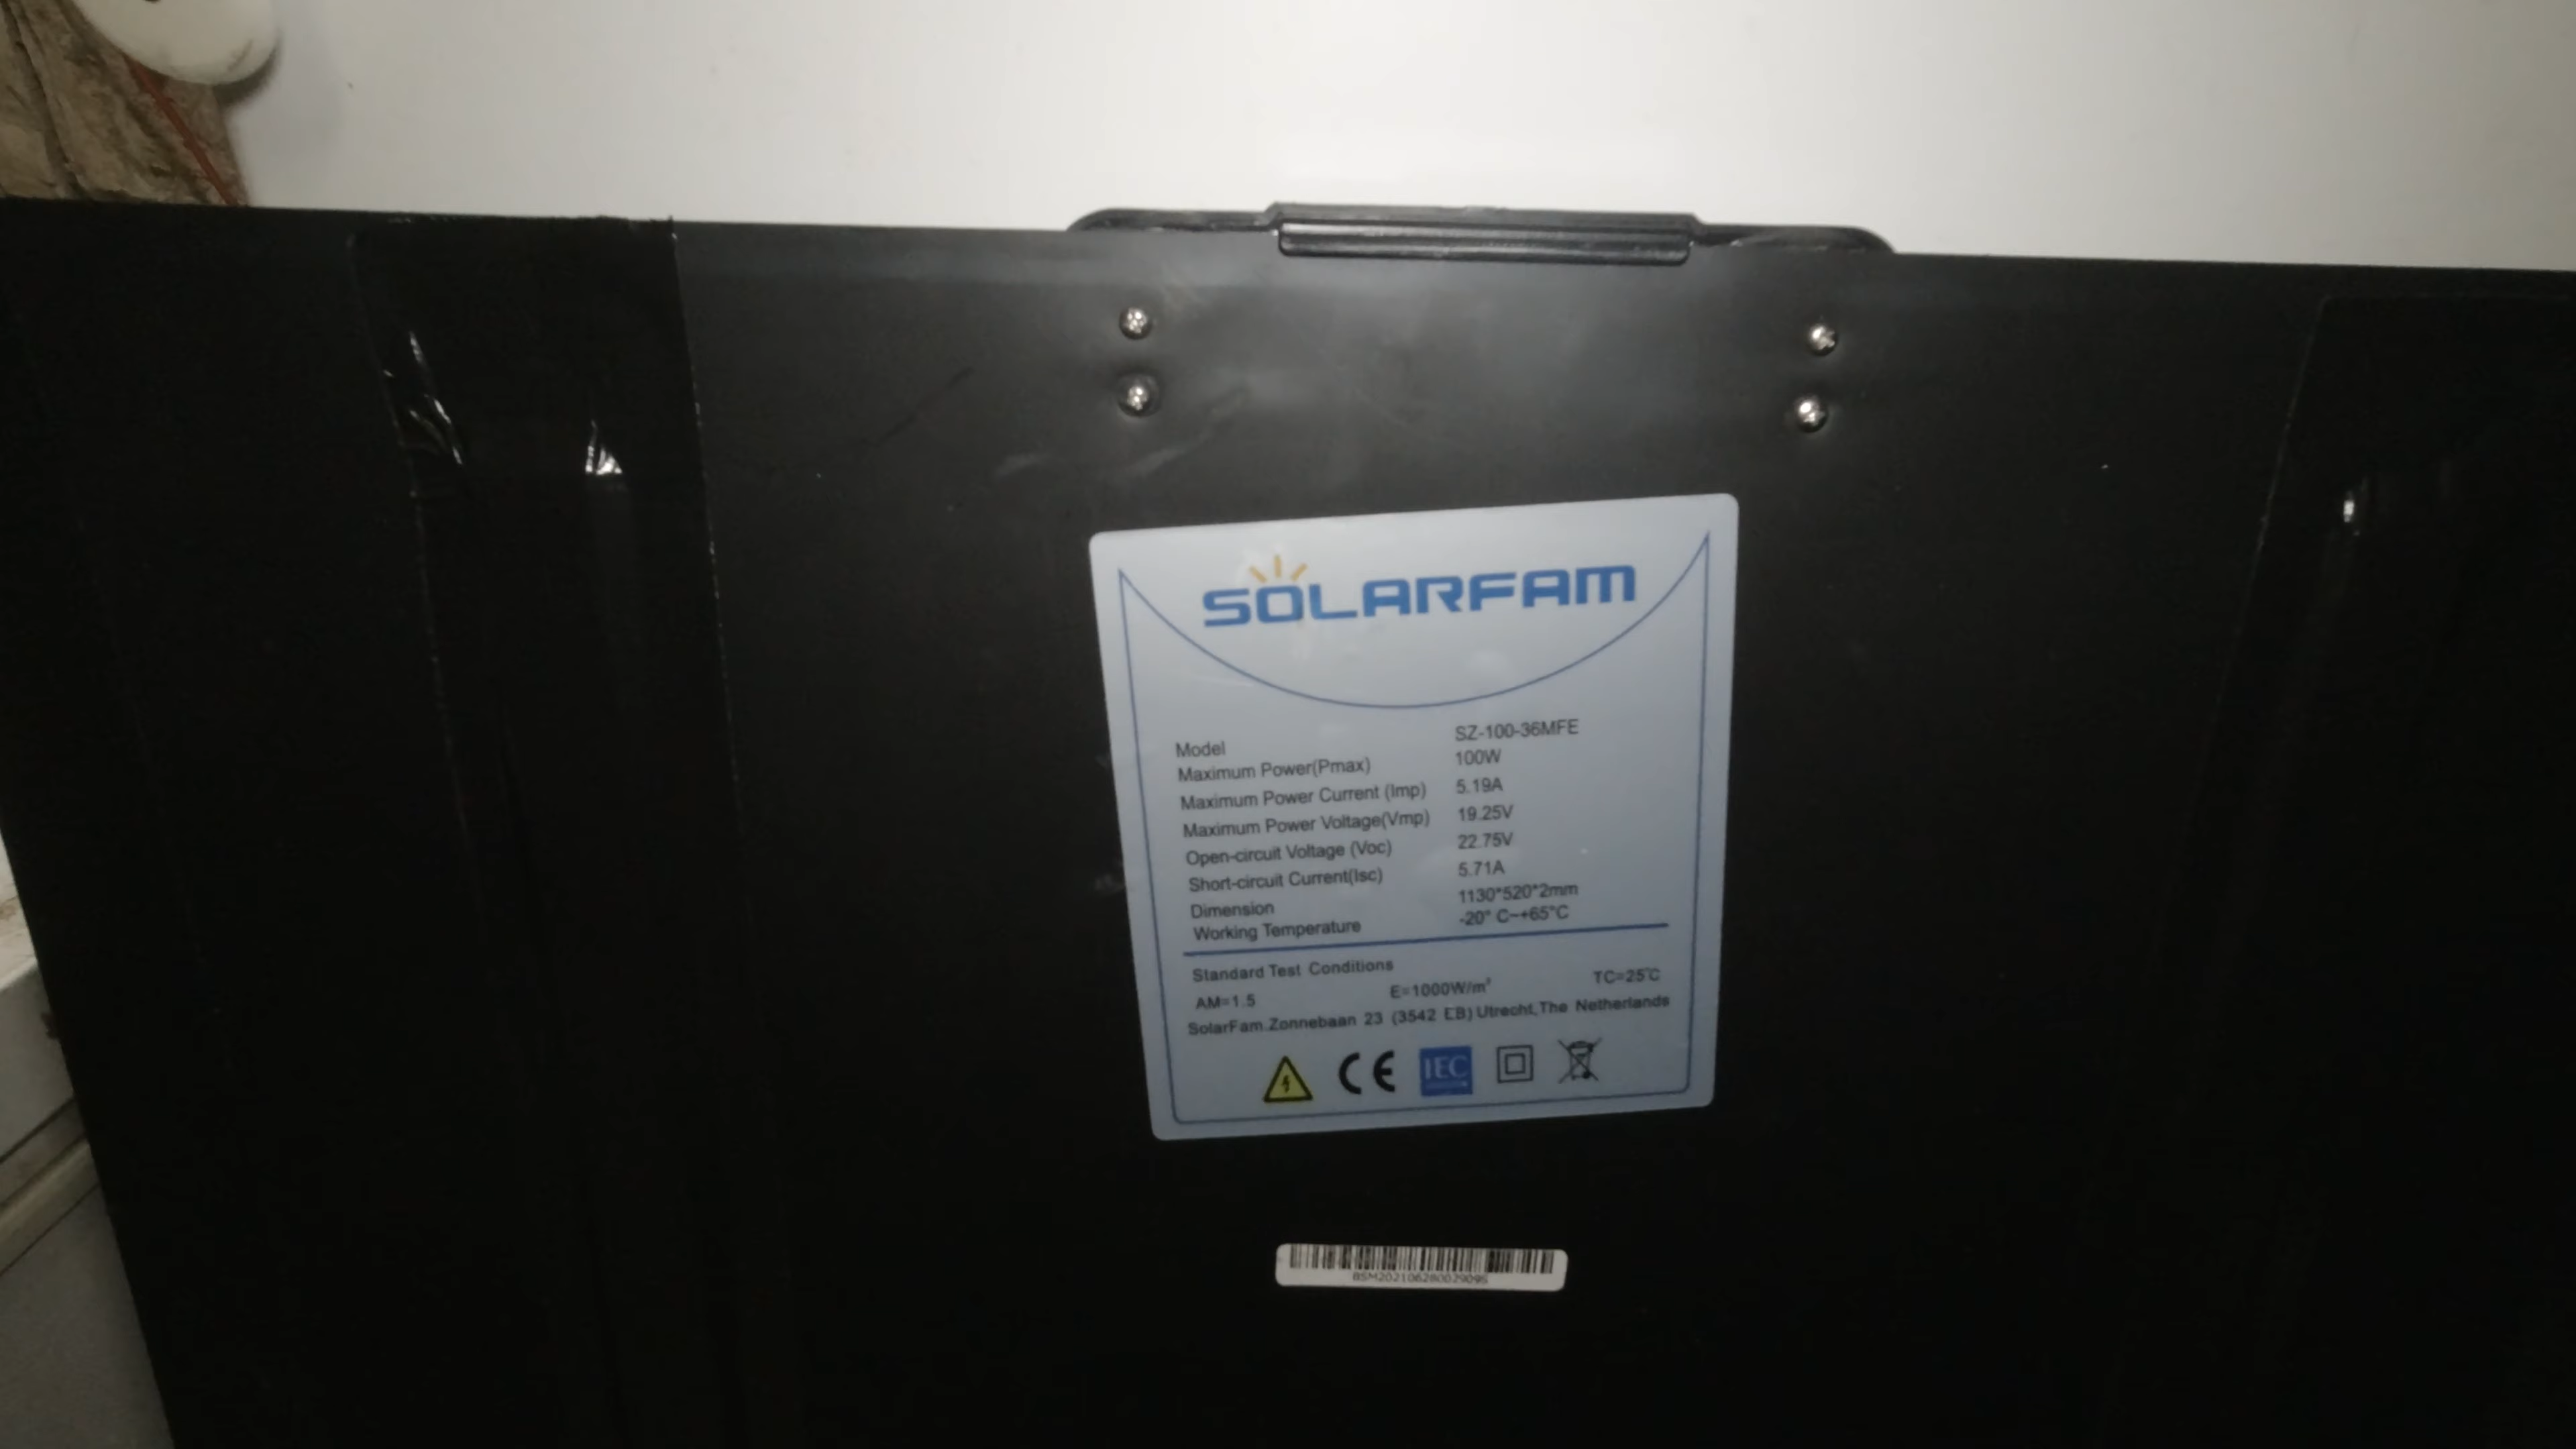 SOLARFAM
Model SZ-100-36MFE
Maximum Power(Pmax) 100W
Maximum Power Current (Imp) 5.19A
Maximum Power Voltage(Vmp) 19.25V
Open-circuit Voltage (Voc) 22.75V
Short-circuit Current(Isc) 5.71A
Dimension 1130*520*2mm
Working Temperature -20° C~+65°C
Standard Test Conditions
AM=1.5 E=1000W/m² TC=25℃
SolarFam.Zonnebaan 23 (3542 EB) Utrecht,The Netherlands
CE IEC